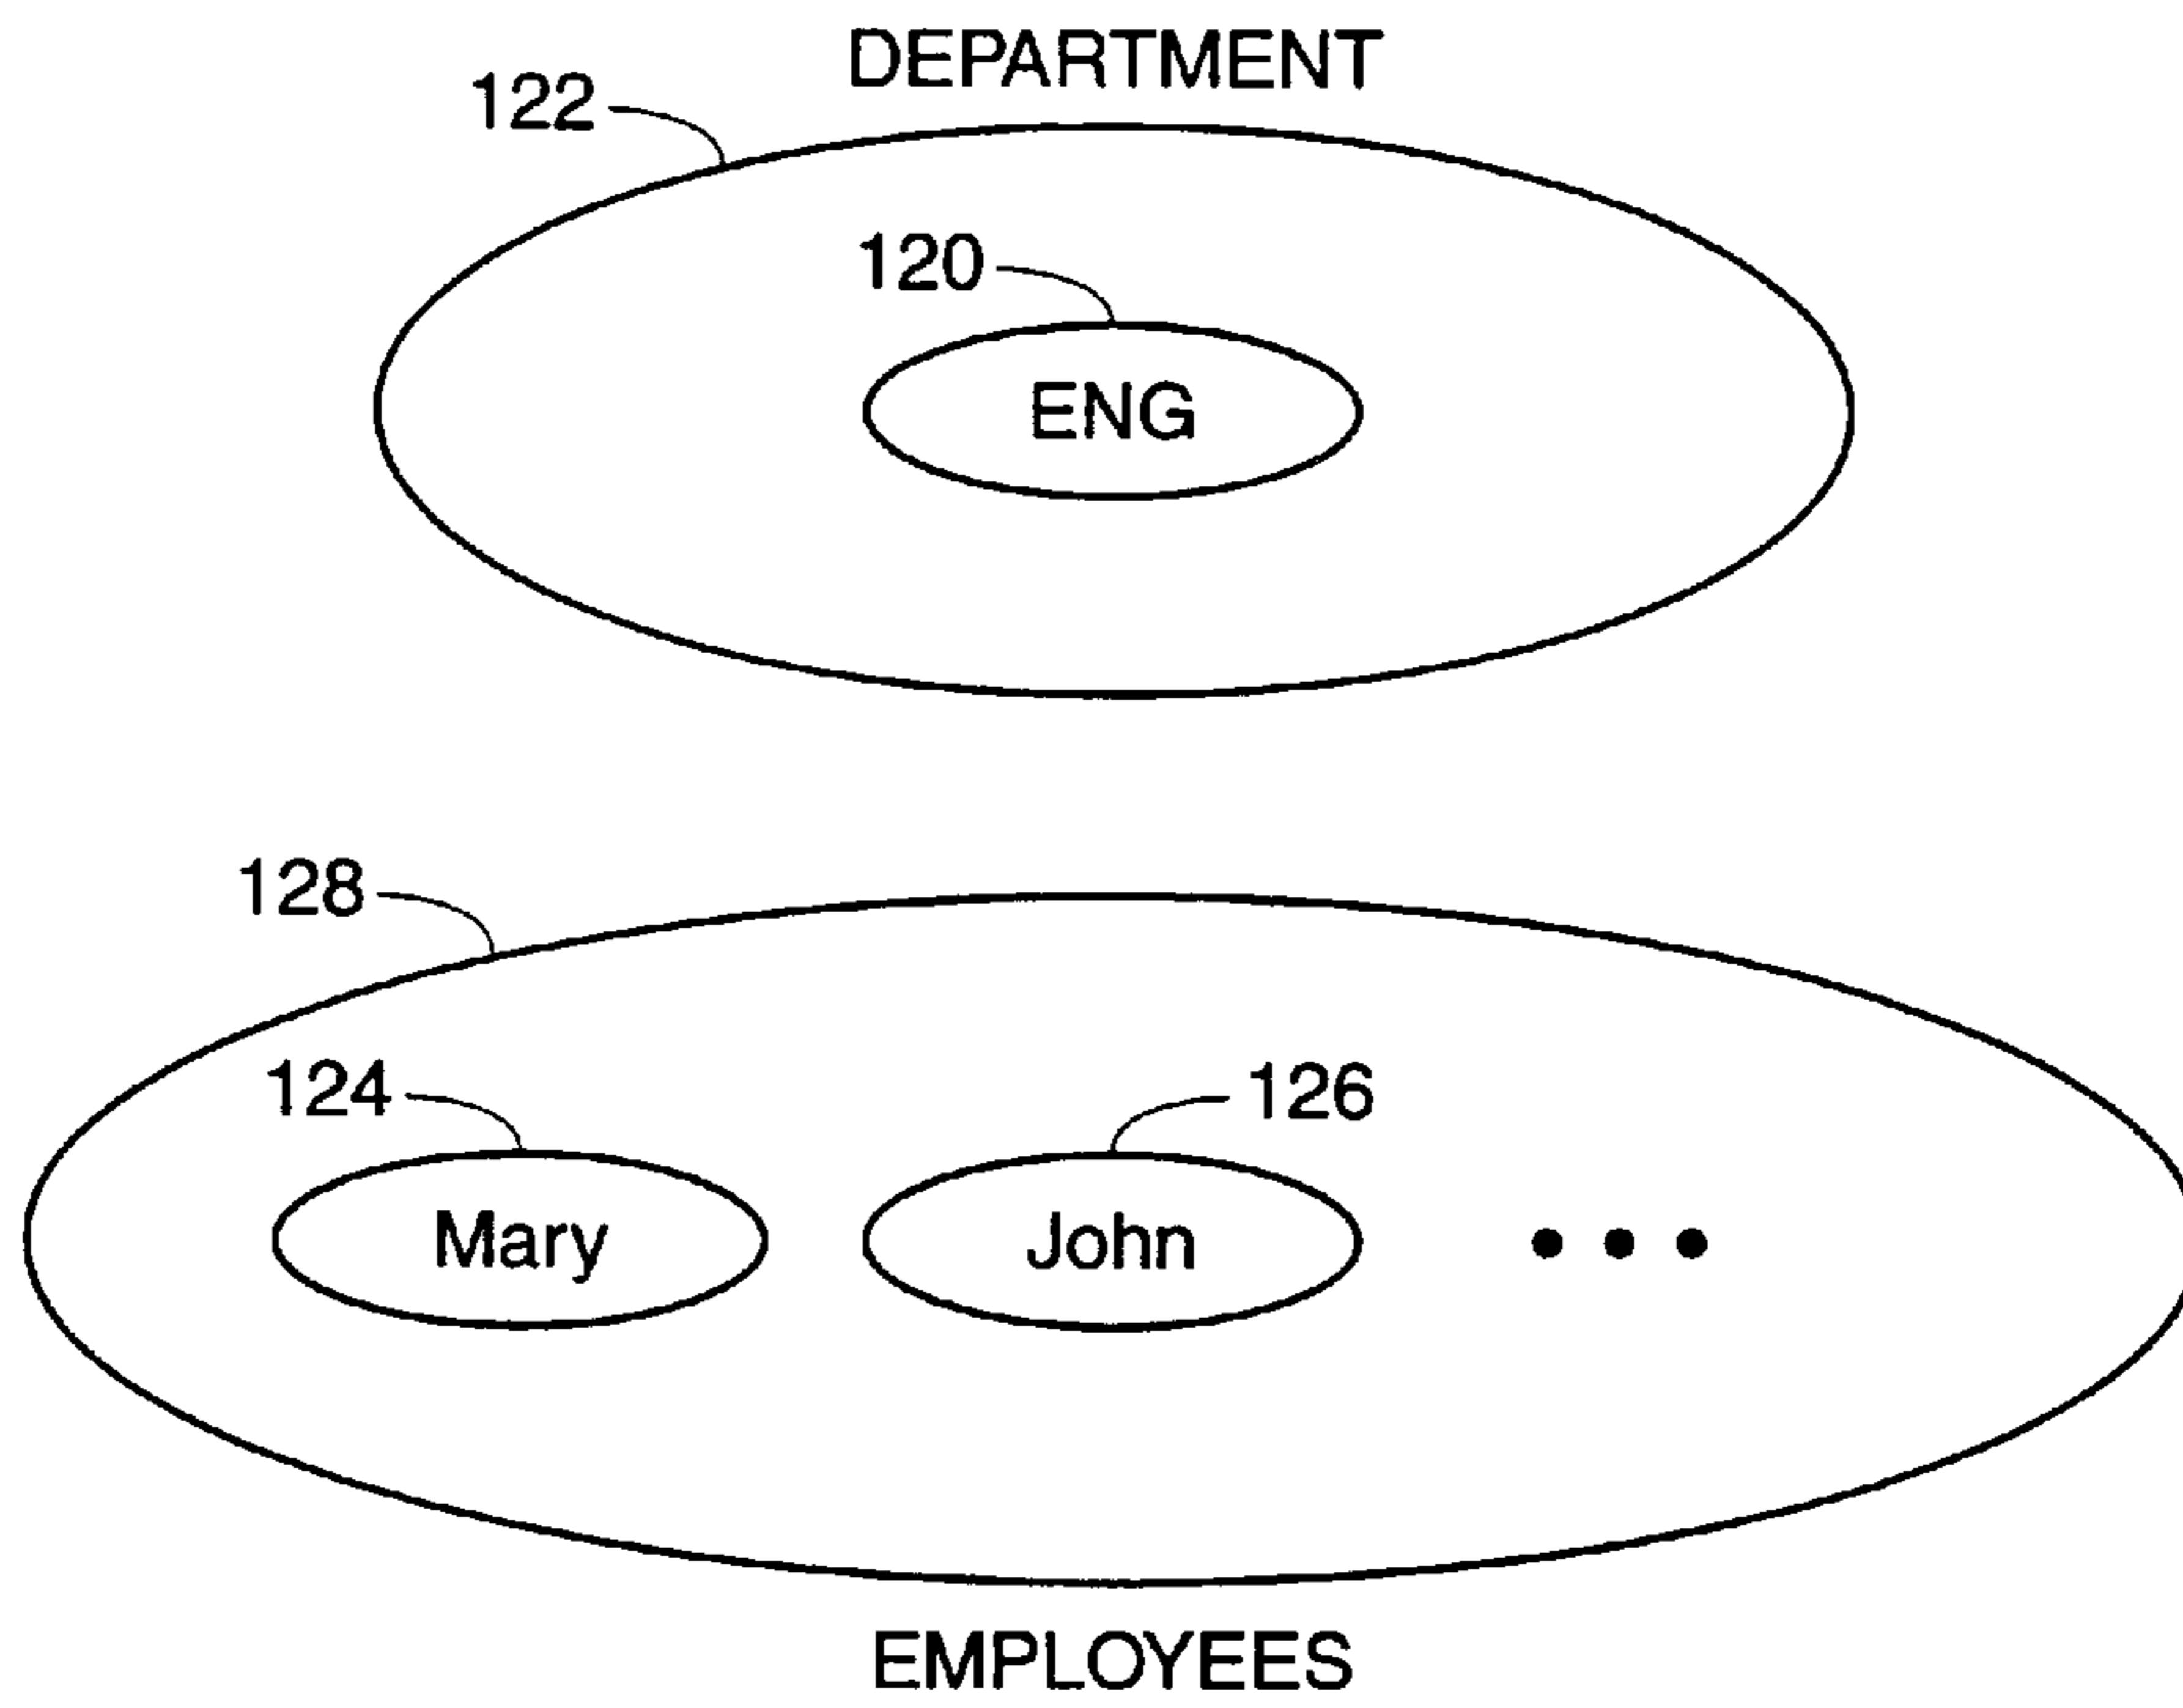 DEPARTMENT
122
120
ENG
128
124
126
Mary
John
EMPLOYEES